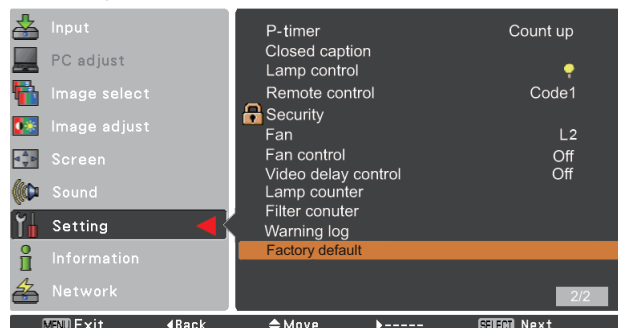 Input
PC adjust
Image select
Image adjust
Screen
Sound
Setting
Information
Network
P-timer Count up
Closed caption
Lamp control
Remote control Code1
Security
Fan L2
Fan control Off
Video delay control Off
Lamp counter
Filter conuter
Warning log
Factory default
2/2
MENU Exit Back Move ----- SELECT Next